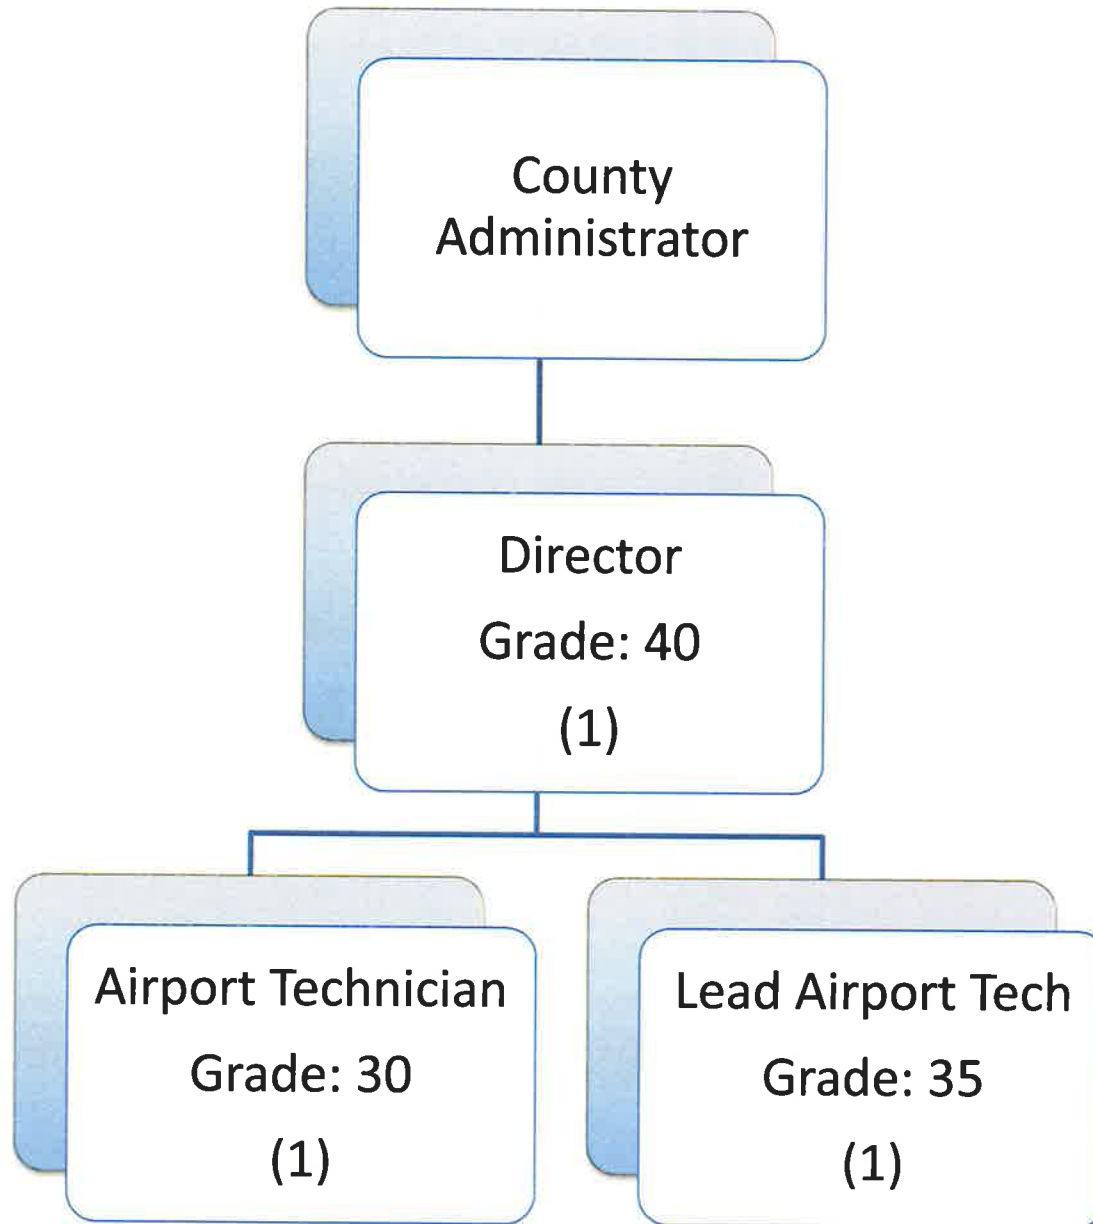 County
Administrator
Director
Grade: 40
(1)
Airport Technician
Grade: 30
(1)
Lead Airport Tech
Grade: 35
(1)